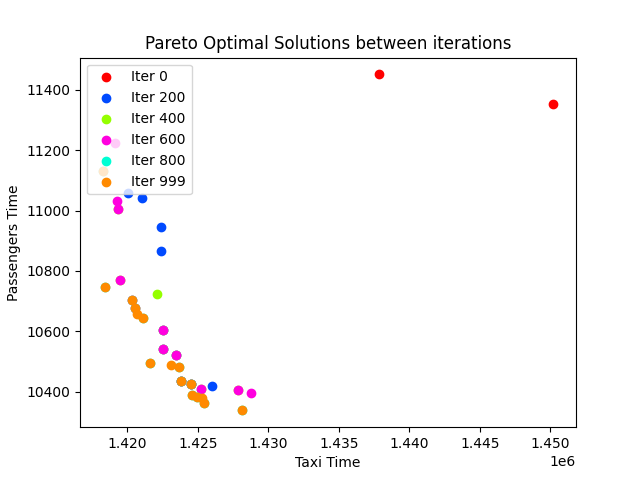 Pareto Optimal Solutions between iterations
Iter 0
Iter 200
Iter 400
Iter 600
Iter 800
Iter 999
Passengers Time
11400
11200
11000
10800
10600
10400
1.420 1.425 1.430 1.435 1.440 1.445 1.450
1e6
Taxi Time